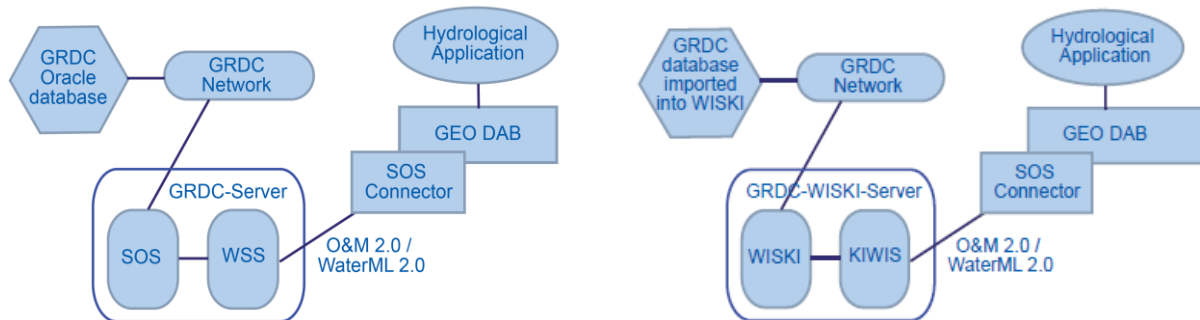 GRDC
Oracle
database
GRDC
Network
Hydrological
Application
GEO DAB
SOS
Connector
GRDC-Server
SOS
WSS
O&M 2.0 /
WaterML 2.0
GRDC
database
imported
into WISKI
GRDC
Network
Hydrological
Application
GEO DAB
SOS
Connector
GRDC-WISKI-Server
WISKI
KIWIS
O&M 2.0 /
WaterML 2.0